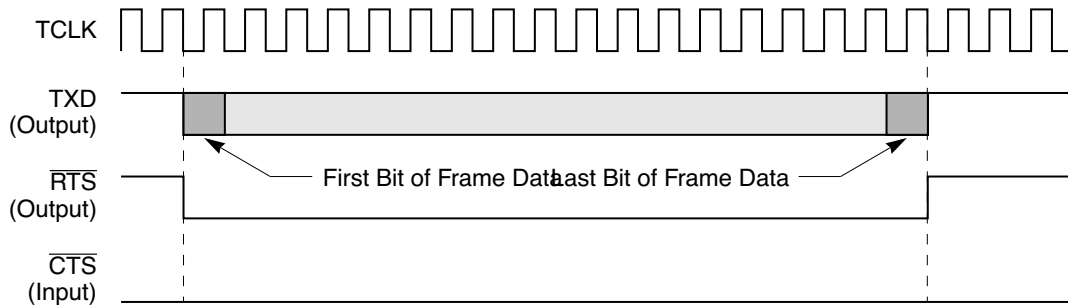 TCLK
TXD
(Output)
First Bit of Frame Data
Last Bit of Frame Data
RTS
(Output)
CTS
(Input)